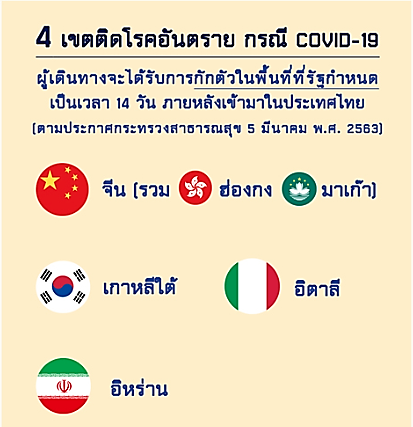 4 เขตติดโรคอันตราย กรณี COVID-19
ผู้เดินทางจะได้รับการกักตัวในพื้นที่ที่รัฐกำหนด
เป็นเวลา 14 วัน ภายหลังเข้ามาในประเทศไทย
(ตามประกาศกระทรวงสาธารณสุข 5 มีนาคม พ.ศ. 2563)
จีน (รวม ฮ่องกง มาเก๊า)
เกาหลีใต้ อิตาลี
อิหร่าน